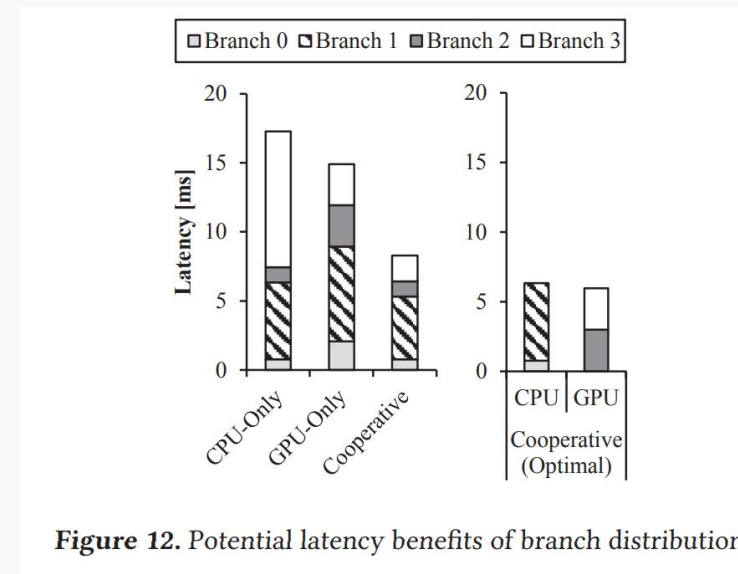 Branch 0 Branch 1 Branch 2 Branch 3
Latency [ms]
20
15
10
5
0
CPU-Only
GPU-Only
Cooperative
20
15
10
5
0
CPU GPU
Cooperative
(Optimal)
Figure 12. Potential latency benefits of branch distribution